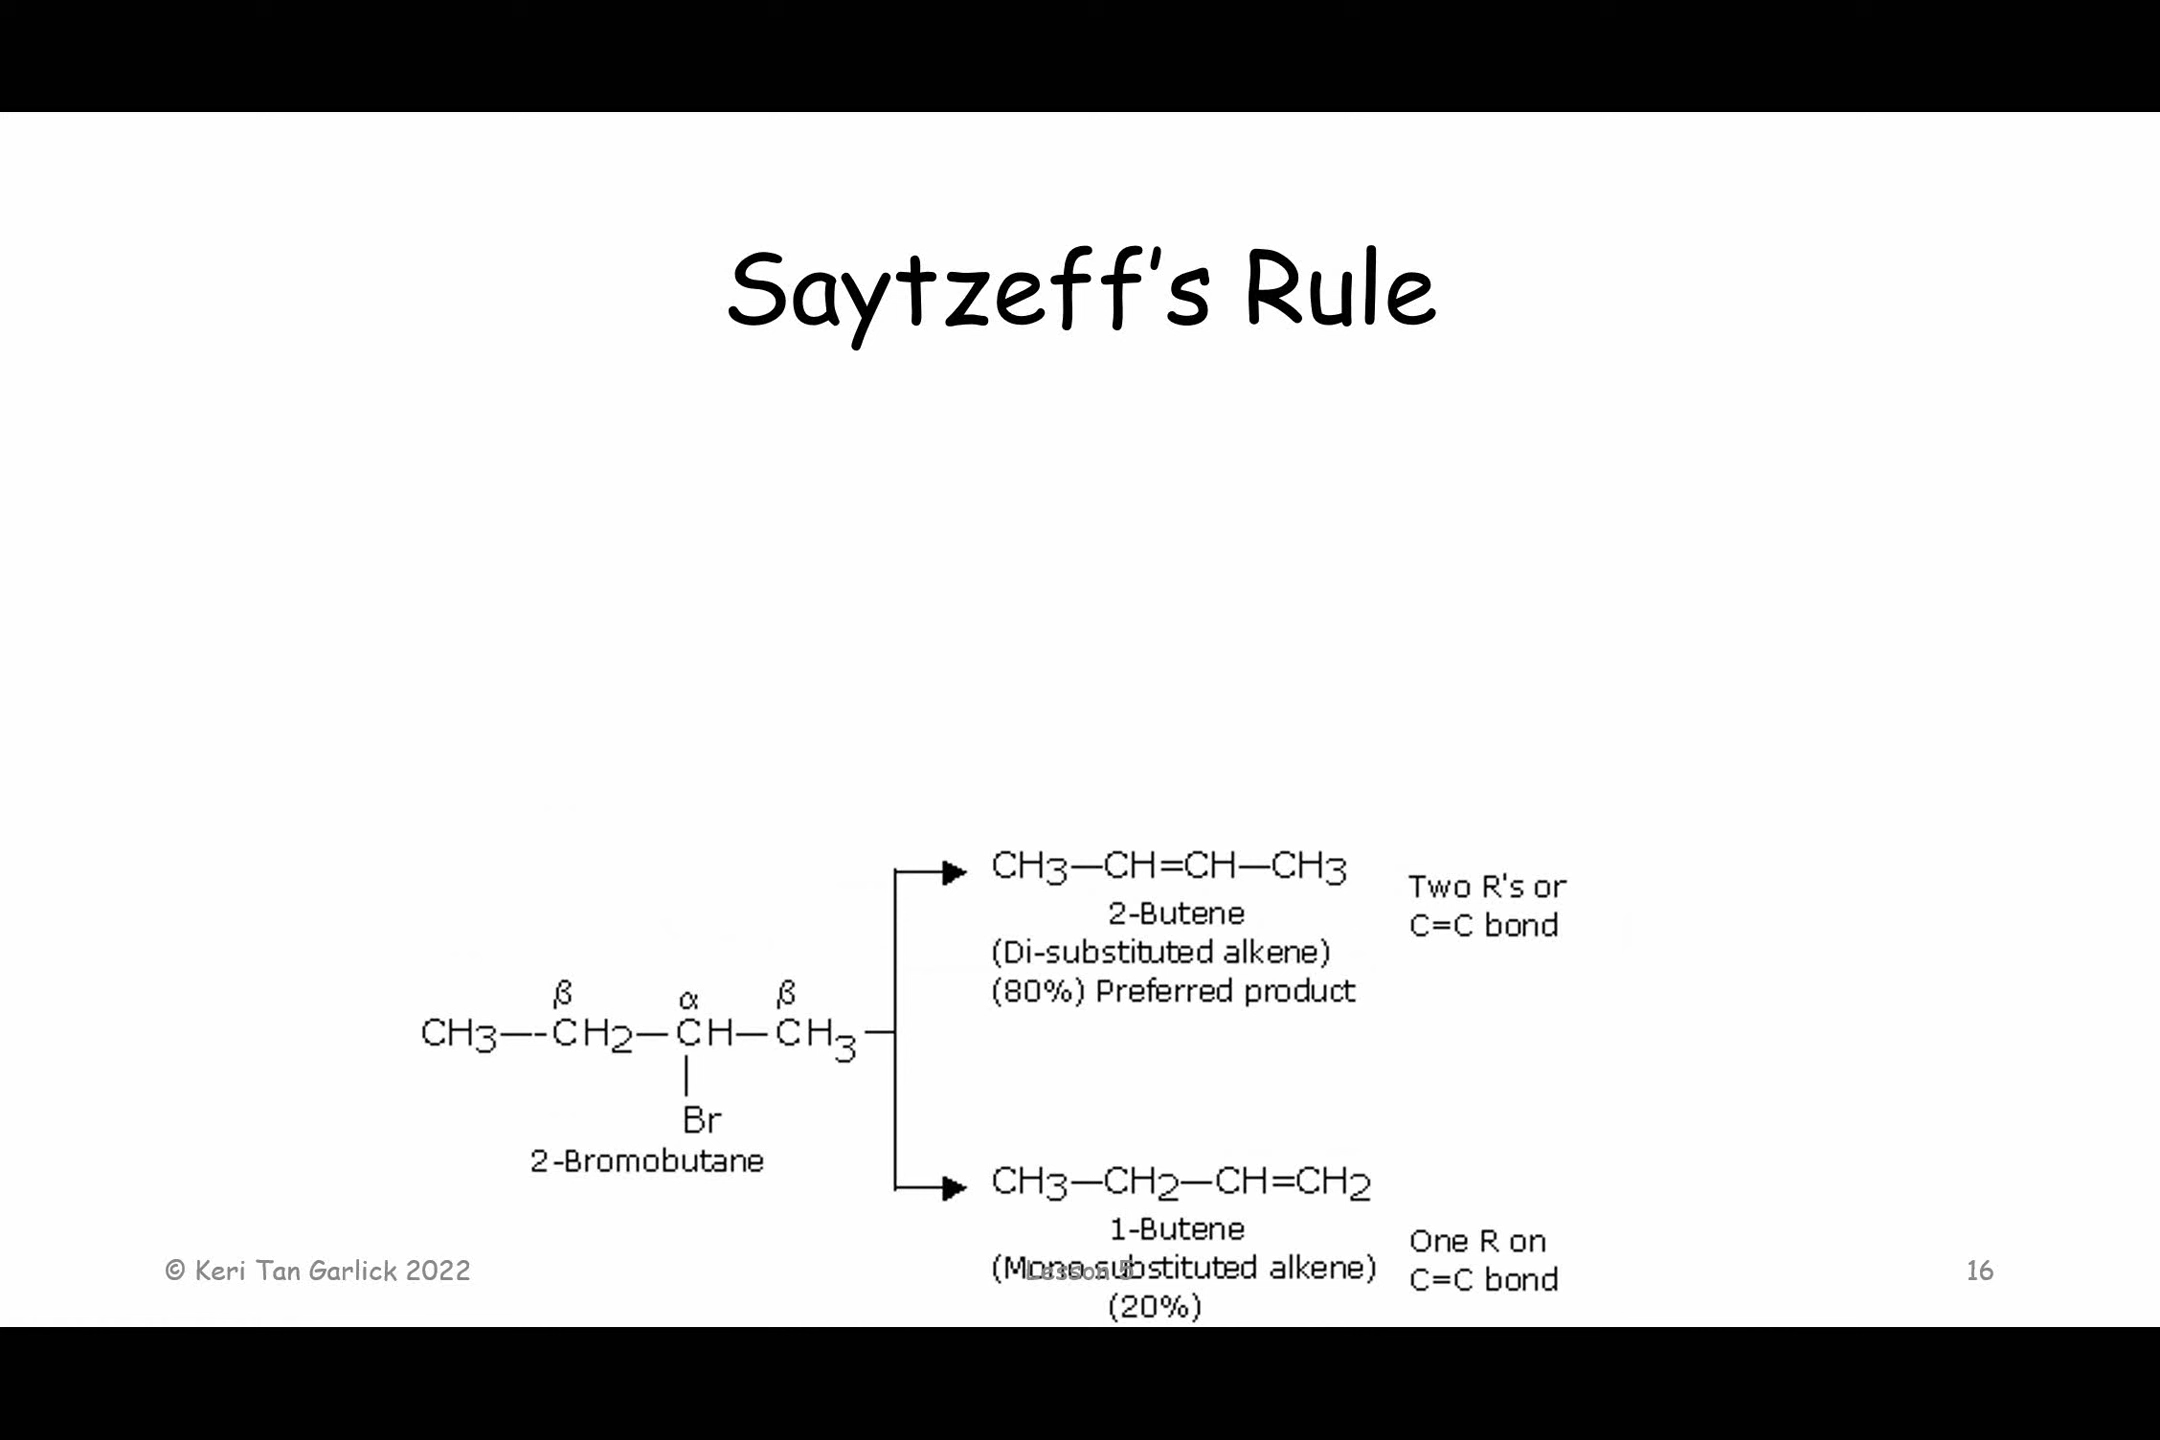 Saytzeff's Rule
CH3—CH=CH—CH3
2-Butene
(Di-substituted alkene)
(80%) Preferred product
Two R's or
C=C bond
β α β
CH3—-CH2—CH—CH3
Br
2-Bromobutane
CH3—CH2—CH=CH2
1-Butene
(Mono-substituted alkene)
(20%)
One R on
C=C bond
© Keri Tan Garlick 2022
Lesson 5
16